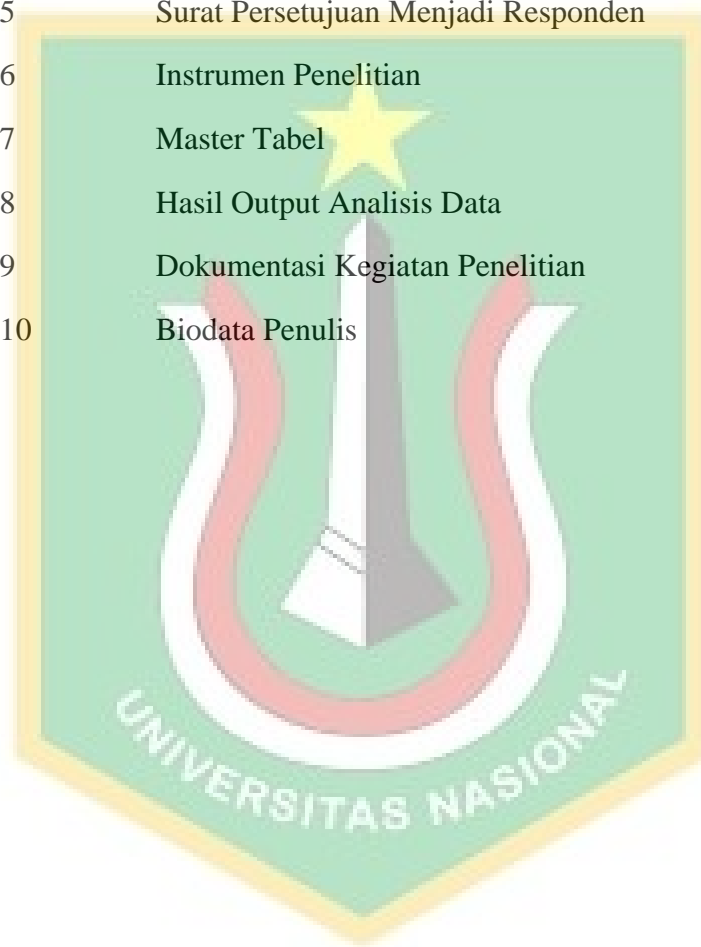 5 Surat Persetujuan Menjadi Responden
6 Instrumen Penelitian
7 Master Tabel
8 Hasil Output Analisis Data
9 Dokumentasi Kegiatan Penelitian
10 Biodata Penulis
UNIVERSITAS NASIONAL